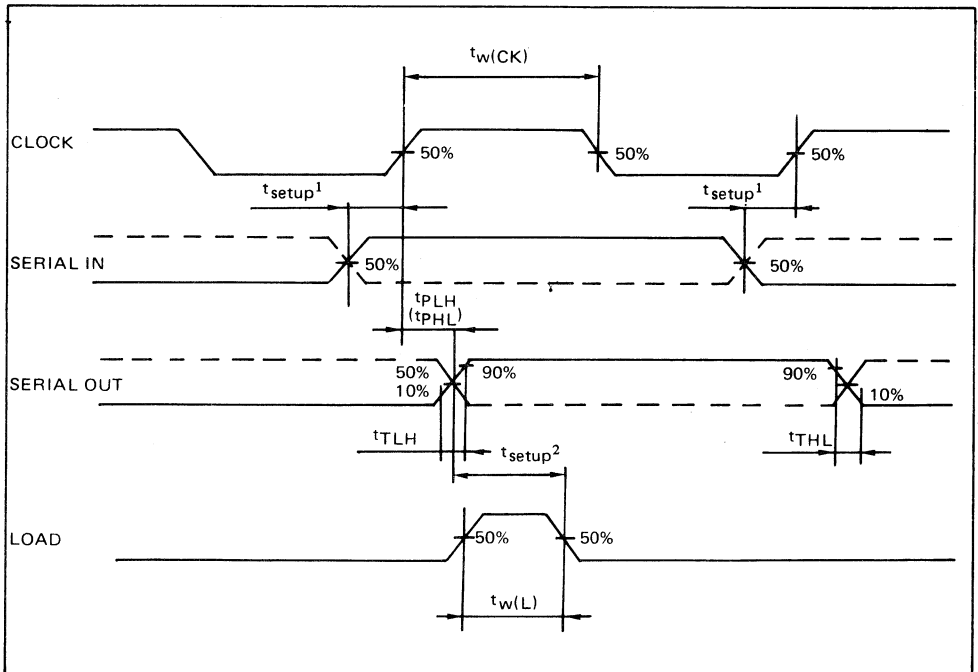 tw(CK)
CLOCK
50%
50%
50%
tsetup¹
tsetup¹
SERIAL IN
50%
50%
tPLH
(tPHL)
SERIAL OUT
50%
10%
90%
90%
10%
tTLH
tsetup²
tTHL
LOAD
50%
50%
tw(L)